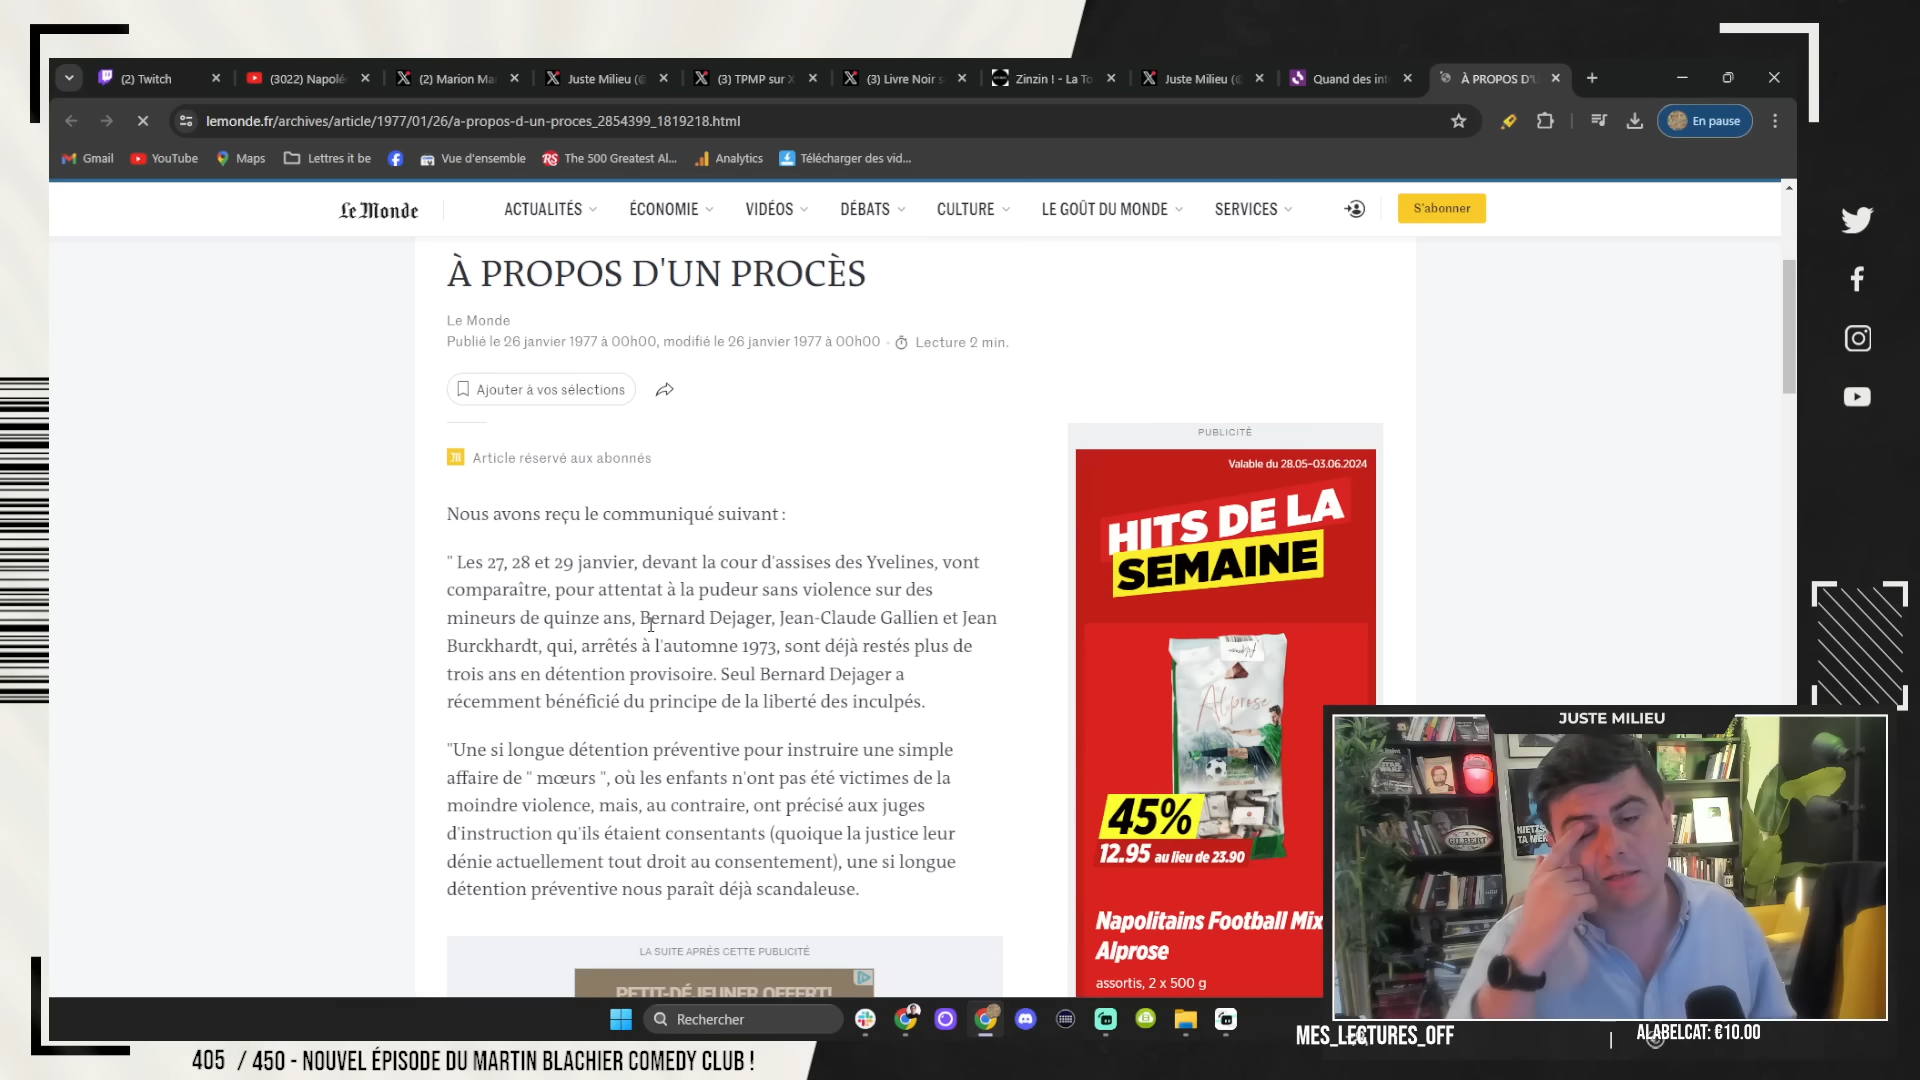 (2) Twitch
(3022) Napolé
(2) Marion Ma
Juste Milieu (@
(3) TPMP sur X
(3) Livre Noir s
Zinzin ! - La To
Juste Milieu (@
Quand des int
À PROPOS D'U
lemonde.fr/archives/article/1977/01/26/a-propos-d-un-proces_2854399_1819218.html
En pause
Gmail
YouTube
Maps
Lettres it be
Vue d'ensemble
RS
The 500 Greatest Al...
Analytics
Télécharger des vid...
Le Monde
ACTUALITÉS
ÉCONOMIE
VIDÉOS
DÉBATS
CULTURE
LE GOÛT DU MONDE
SERVICES
S'abonner
À PROPOS D'UN PROCÈS
Le Monde
Publié le 26 janvier 1977 à 00h00, modifié le 26 janvier 1977 à 00h00 · Lecture 2 min.
Ajouter à vos sélections
Article réservé aux abonnés
Nous avons reçu le communiqué suivant :
" Les 27, 28 et 29 janvier, devant la cour d'assises des Yvelines, vont
comparaître, pour attentat à la pudeur sans violence sur des
mineurs de quinze ans, Bernard Dejager, Jean-Claude Gallien et Jean
Burckhardt, qui, arrêtés à l'automne 1973, sont déjà restés plus de
trois ans en détention provisoire. Seul Bernard Dejager a
récemment bénéficié du principe de la liberté des inculpés.
"Une si longue détention préventive pour instruire une simple
affaire de " mœurs ", où les enfants n'ont pas été victimes de la
moindre violence, mais, au contraire, ont précisé aux juges
d'instruction qu'ils étaient consentants (quoique la justice leur
dénie actuellement tout droit au consentement), une si longue
détention préventive nous paraît déjà scandaleuse.
LA SUITE APRÈS CETTE PUBLICITÉ
PETIT-DÉJEUNER OFFERT!
PUBLICITÉ
Valable du 28.05–03.06.2024
HITS DE LA
SEMAINE
Alprose
45%
12.95 au lieu de 23.90
Napolitains Football Mix
Alprose
assortis, 2 x 500 g
JUSTE MILIEU
STAR WARS
GILBERT
NIETZS
TA MÈR
Rechercher
MES_LECTURES_OFF
ALABELCAT: €10.00
405 / 450 - NOUVEL ÉPISODE DU MARTIN BLACHIER COMEDY CLUB !